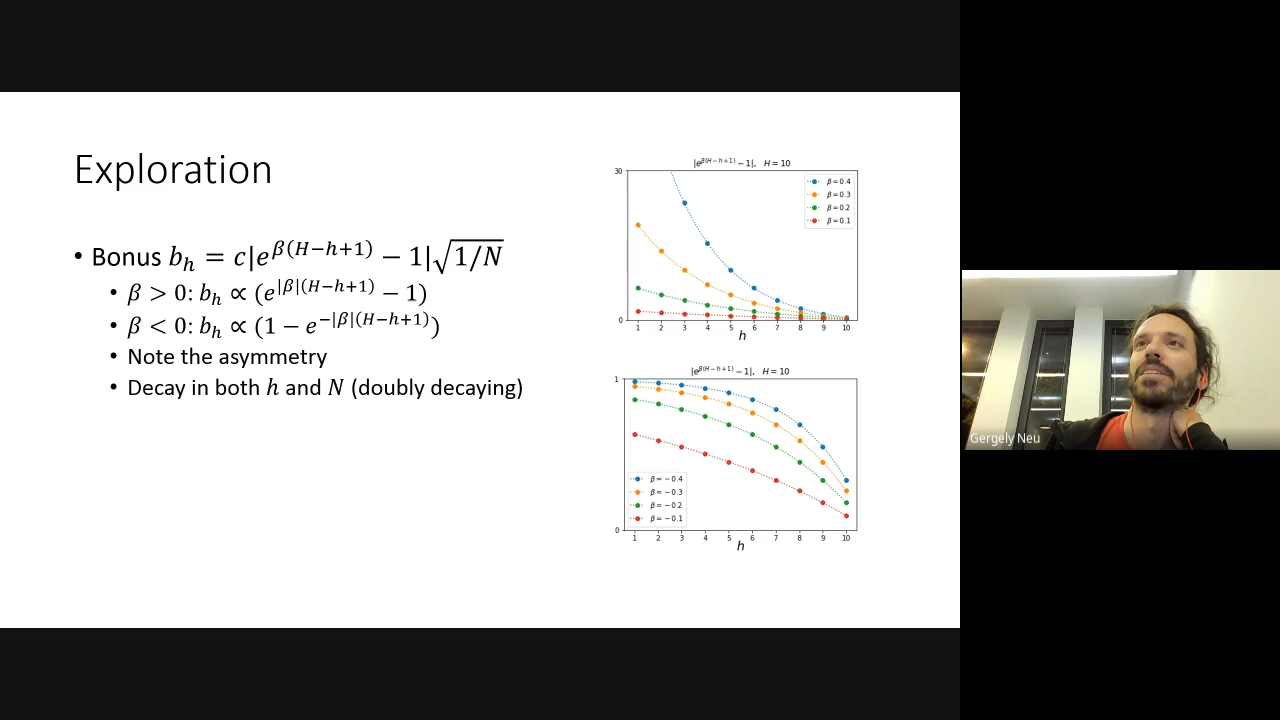 Exploration
• Bonus b_h = c|e^{β(H−h+1)} − 1|√(1/N)
• β > 0: b_h ∝ (e^{|β|(H−h+1)} − 1)
• β < 0: b_h ∝ (1 − e^{−|β|(H−h+1)})
• Note the asymmetry
• Decay in both h and N (doubly decaying)
|e^{β(H−h+1)} − 1|, H = 10
30
β = 0.4
β = 0.3
β = 0.2
β = 0.1
0
1 2 3 4 5 6 7 8 9 10
h
|e^{β(H−h+1)} − 1|, H = 10
1
β = −0.4
β = −0.3
β = −0.2
β = −0.1
0
1 2 3 4 5 6 7 8 9 10
h
Gergely Neu